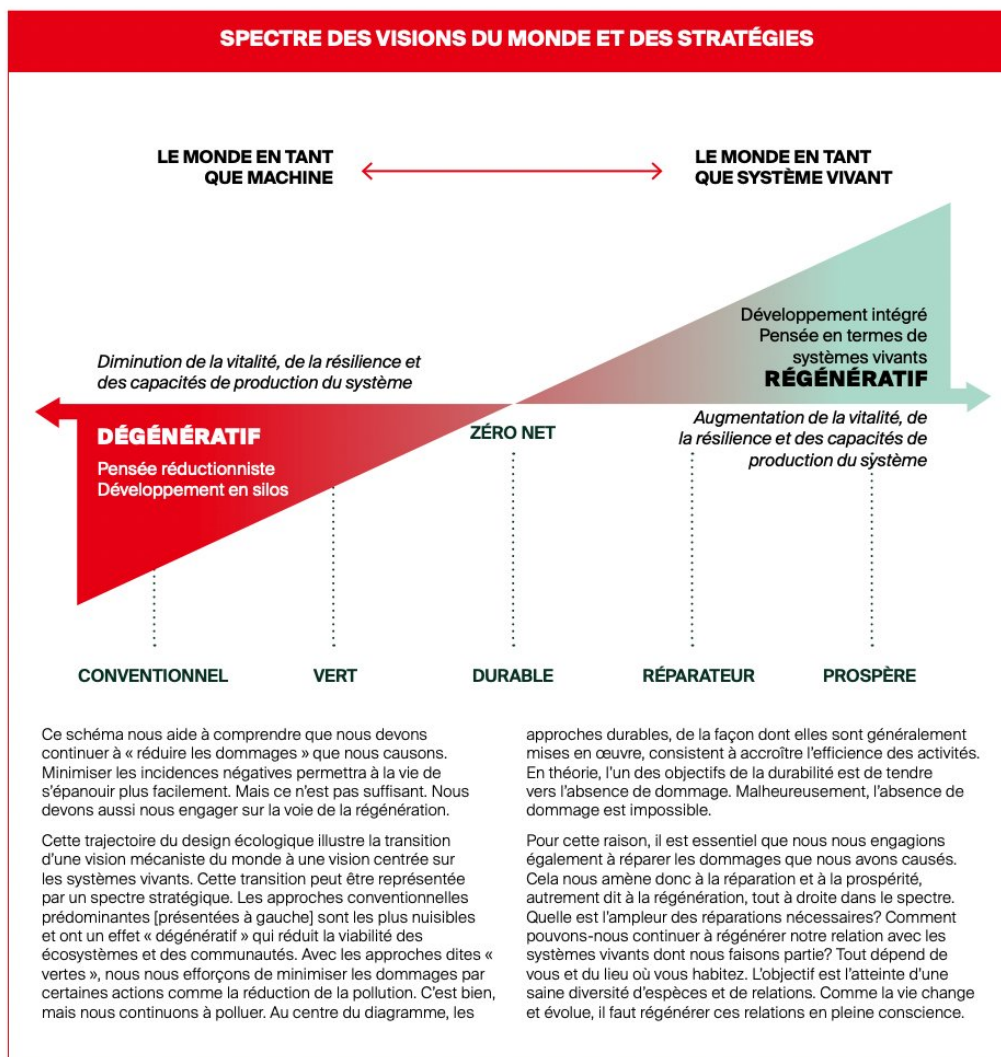 SPECTRE DES VISIONS DU MONDE ET DES STRATÉGIES
LE MONDE EN TANT
QUE MACHINE
LE MONDE EN TANT
QUE SYSTÈME VIVANT
Développement intégré
Pensée en termes de
systèmes vivants
RÉGÉNÉRATIF
Diminution de la vitalité, de la résilience et
des capacités de production du système
DÉGÉNÉRATIF
Pensée réductionniste
Développement en silos
ZÉRO NET
Augmentation de la vitalité, de
la résilience et des capacités de
production du système
CONVENTIONNEL
VERT
DURABLE
RÉPARATEUR
PROSPÈRE
Ce schéma nous aide à comprendre que nous devons
continuer à « réduire les dommages » que nous causons.
Minimiser les incidences négatives permettra à la vie de
s'épanouir plus facilement. Mais ce n'est pas suffisant. Nous
devons aussi nous engager sur la voie de la régénération.
Cette trajectoire du design écologique illustre la transition
d'une vision mécaniste du monde à une vision centrée sur
les systèmes vivants. Cette transition peut être représentée
par un spectre stratégique. Les approches conventionnelles
prédominantes [présentées à gauche] sont les plus nuisibles
et ont un effet « dégénératif » qui réduit la viabilité des
écosystèmes et des communautés. Avec les approches dites «
vertes », nous nous efforçons de minimiser les dommages par
certaines actions comme la réduction de la pollution. C'est bien,
mais nous continuons à polluer. Au centre du diagramme, les
approches durables, de la façon dont elles sont généralement
mises en œuvre, consistent à accroître l'efficience des activités.
En théorie, l'un des objectifs de la durabilité est de tendre
vers l'absence de dommage. Malheureusement, l'absence de
dommage est impossible.
Pour cette raison, il est essentiel que nous nous engagions
également à réparer les dommages que nous avons causés.
Cela nous amène donc à la réparation et à la prospérité,
autrement dit à la régénération, tout à droite dans le spectre.
Quelle est l'ampleur des réparations nécessaires? Comment
pouvons-nous continuer à régénérer notre relation avec les
systèmes vivants dont nous faisons partie? Tout dépend de
vous et du lieu où vous habitez. L'objectif est l'atteinte d'une
saine diversité d'espèces et de relations. Comme la vie change
et évolue, il faut régénérer ces relations en pleine conscience.